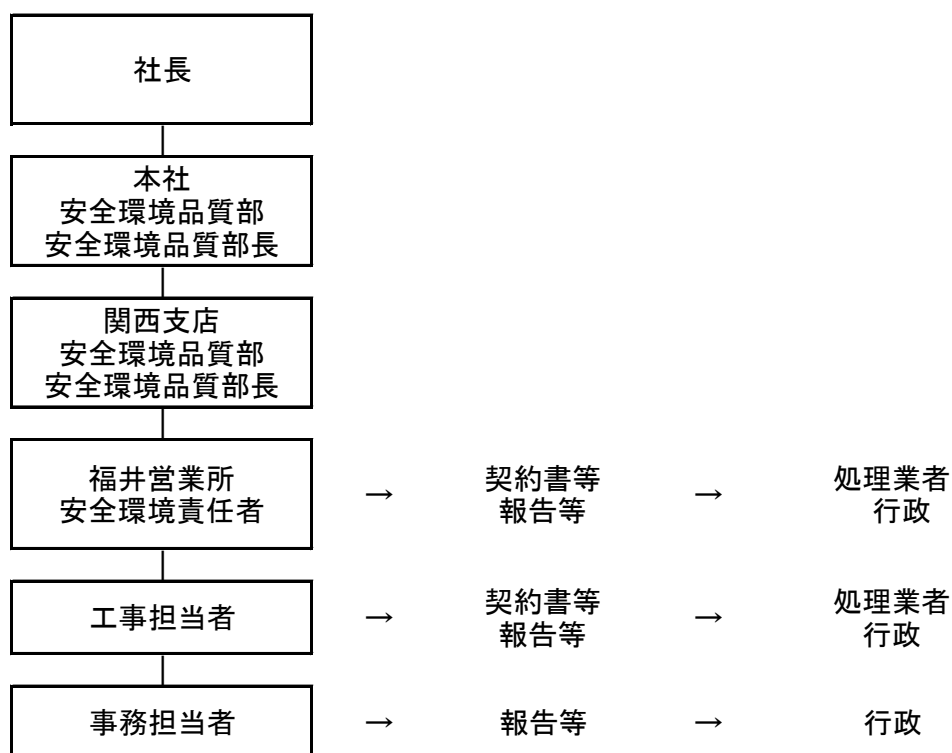 社長
本社
安全環境品質部
安全環境品質部長
関西支店
安全環境品質部
安全環境品質部長
福井営業所
安全環境責任者
→
契約書等
報告等
→
処理業者
行政
工事担当者
→
契約書等
報告等
→
処理業者
行政
事務担当者
→
報告等
→
行政